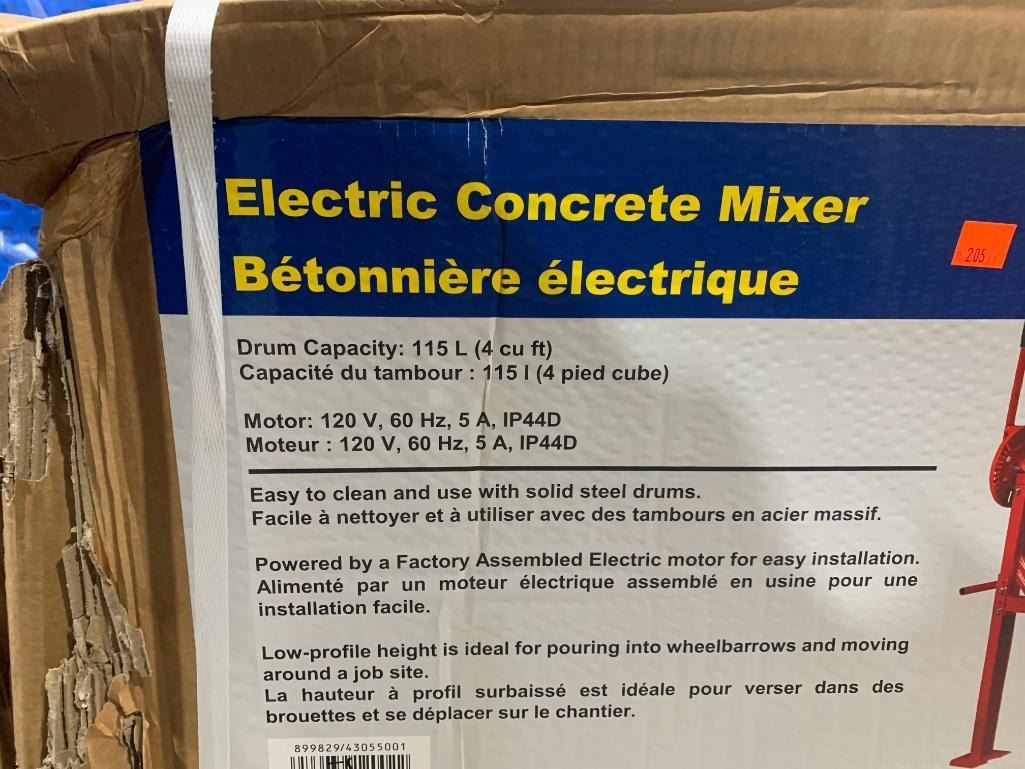 Electric Concrete Mixer
Bétonnière électrique
205
Drum Capacity: 115 L (4 cu ft)
Capacité du tambour : 115 l (4 pied cube)
Motor: 120 V, 60 Hz, 5 A, IP44D
Moteur : 120 V, 60 Hz, 5 A, IP44D
Easy to clean and use with solid steel drums.
Facile à nettoyer et à utiliser avec des tambours en acier massif.
Powered by a Factory Assembled Electric motor for easy installation.
Alimenté par un moteur électrique assemblé en usine pour une
installation facile.
Low-profile height is ideal for pouring into wheelbarrows and moving
around a job site.
La hauteur à profil surbaissé est idéale pour verser dans des
brouettes et se déplacer sur le chantier.
899829/43055001